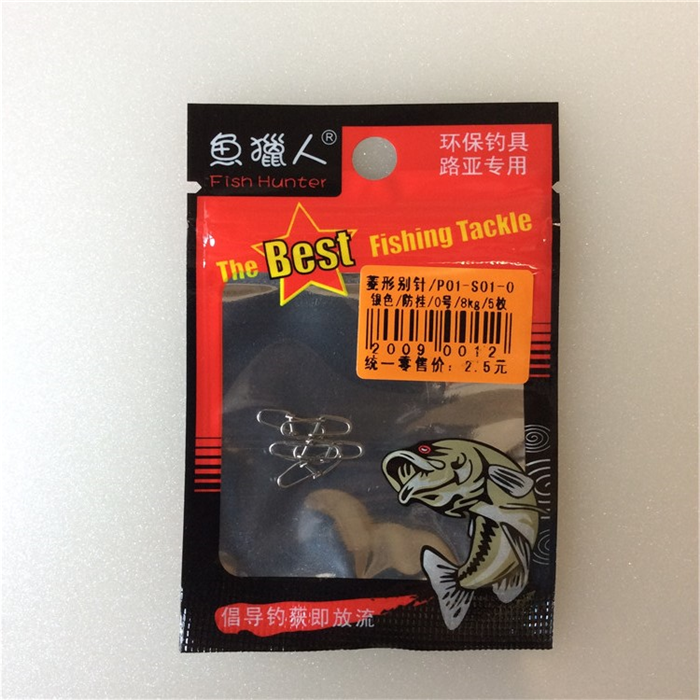 魚獵人®
Fish Hunter
环保钓具
路亚专用
The Best Fishing Tackle
菱形别针/P01-S01-0
银色/防挂/0号/8kg/5枚
2009 0012
统一零售价: 2.5元
倡导钓获即放流